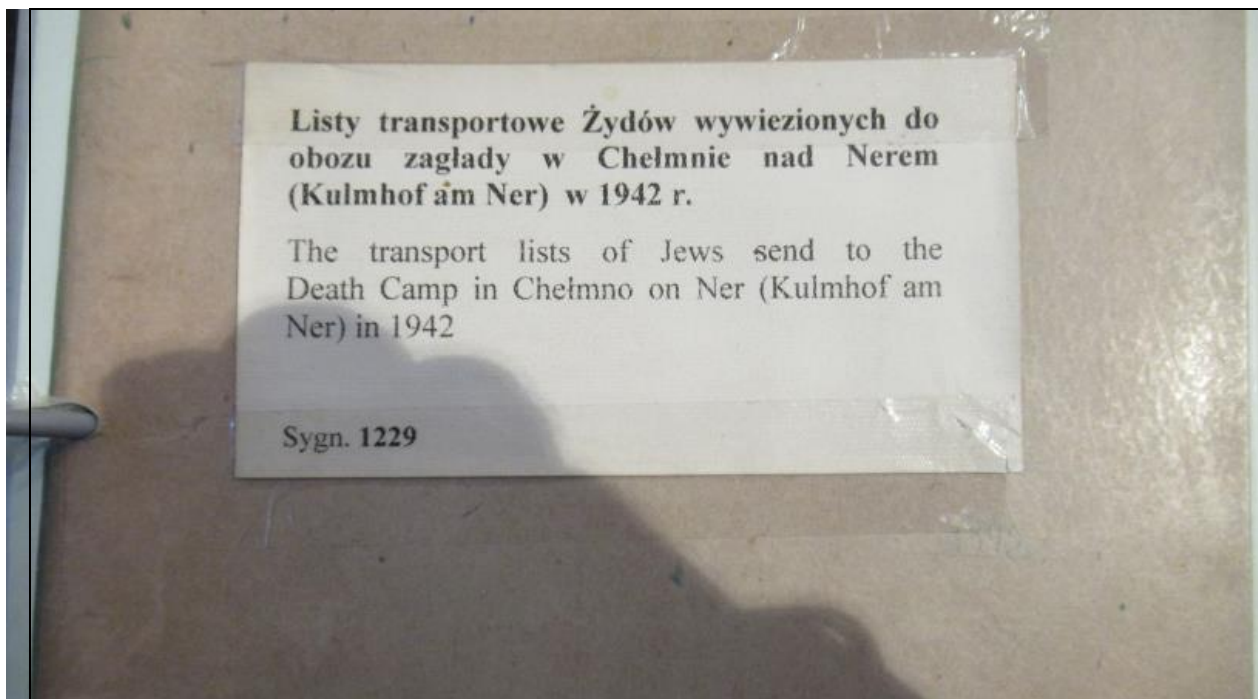 Listy transportowe Żydów wywiezionych do
obozu zagłady w Chełmnie nad Nerem
(Kulmhof am Ner) w 1942 r.
The transport lists of Jews send to the
Death Camp in Chełmno on Ner (Kulmhof am
Ner) in 1942
Sygn. 1229